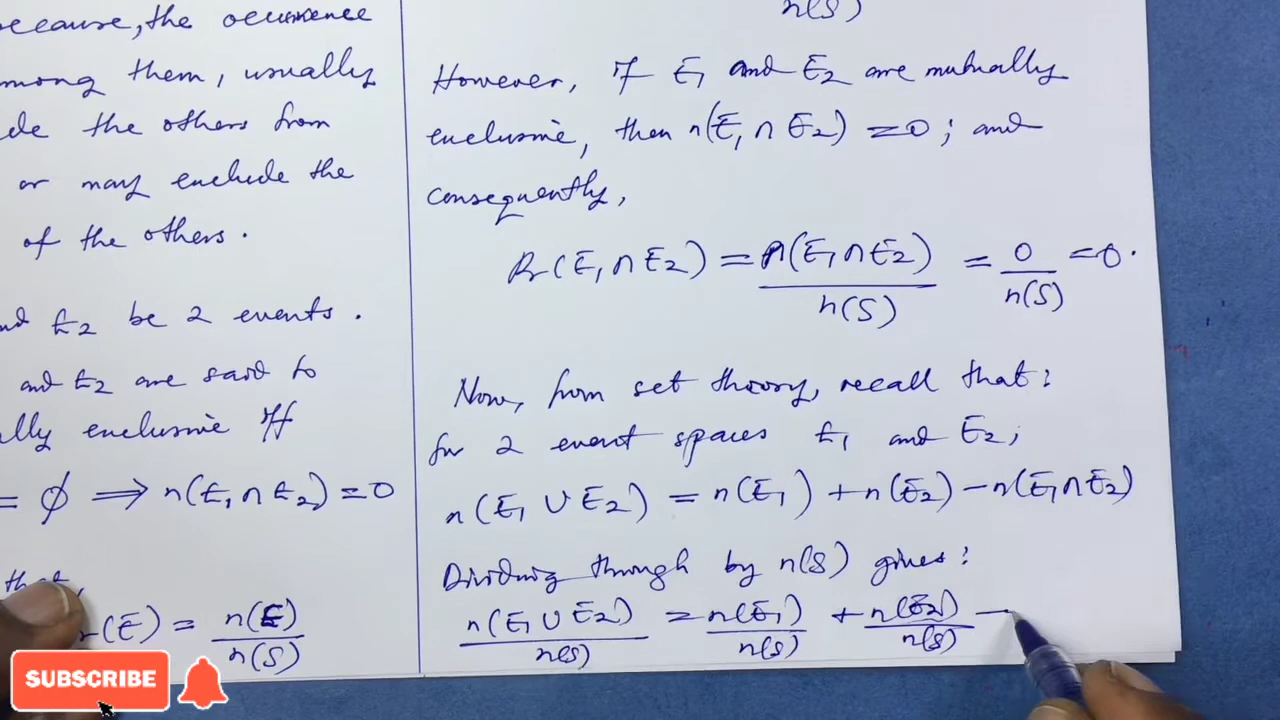 because, the occurrence
among them, usually
de the others from
or may exclude the
of the others.
and E₂ be 2 events.
and E₂ are said to
ally exclusive iff
= ∅ ⟹ n(E₁ ∩ E₂) = 0
that,
r(E) = n(E)/n(S)
n(S)
However, if E₁ and E₂ are mutually
exclusive, then n(E₁ ∩ E₂) = 0; and
consequently,
Pr(E₁ ∩ E₂) = n(E₁ ∩ E₂)/n(S) = 0/n(S) = 0.
Now, from set theory, recall that:
for 2 event spaces E₁ and E₂;
n(E₁ ∪ E₂) = n(E₁) + n(E₂) − n(E₁ ∩ E₂)
Dividing through by n(S) gives:
n(E₁ ∪ E₂)/n(S) = n(E₁)/n(S) + n(E₂)/n(S) −
SUBSCRIBE